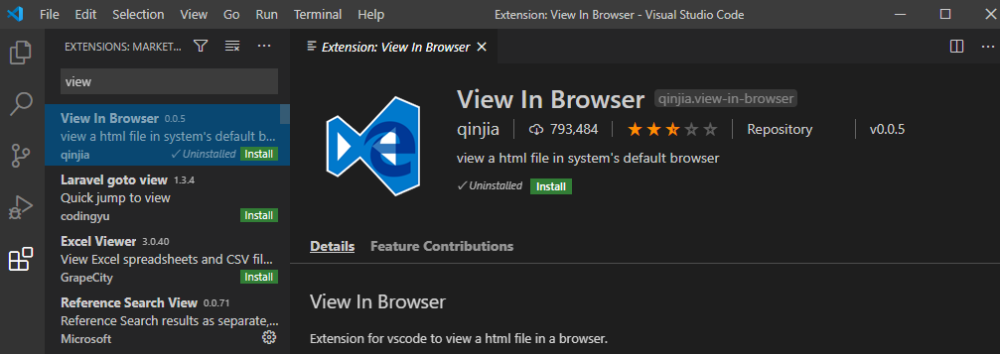 File Edit Selection View Go Run Terminal Help Extension: View In Browser - Visual Studio Code
EXTENSIONS: MARKET...
view
View In Browser 0.0.5
view a html file in system's default b...
qinjia ✓Uninstalled Install
Laravel goto view 1.3.4
Quick jump to view
codingyu Install
Excel Viewer 3.0.40
View Excel spreadsheets and CSV fil...
GrapeCity Install
Reference Search View 0.0.71
Reference Search results as separate,...
Microsoft
Extension: View In Browser
View In Browser qinjia.view-in-browser
qinjia 793,484 Repository v0.0.5
view a html file in system's default browser
✓Uninstalled Install
Details Feature Contributions
View In Browser
Extension for vscode to view a html file in a browser.